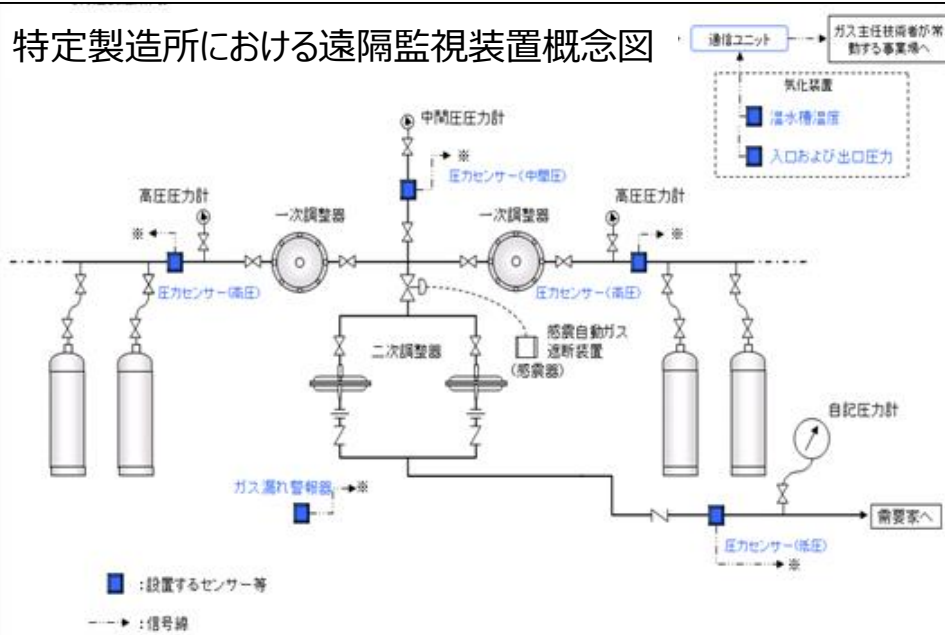 特定製造所における遠隔監視装置概念図
通信ユニット
ガス主任技術者が常
勤する事業場へ
気化装置
温水槽温度
入口および出口圧力
中間圧圧力計
※
圧力センサー(中間圧)
高圧圧力計
一次調整器
一次調整器
高圧圧力計
※
※
圧力センサー(高圧)
圧力センサー(高圧)
二次調整器
感震自動ガス
遮断装置
(感震器)
自記圧力計
ガス漏れ警報器
※
需要家へ
圧力センサー(低圧)
※
:設置するセンサー等
:信号線